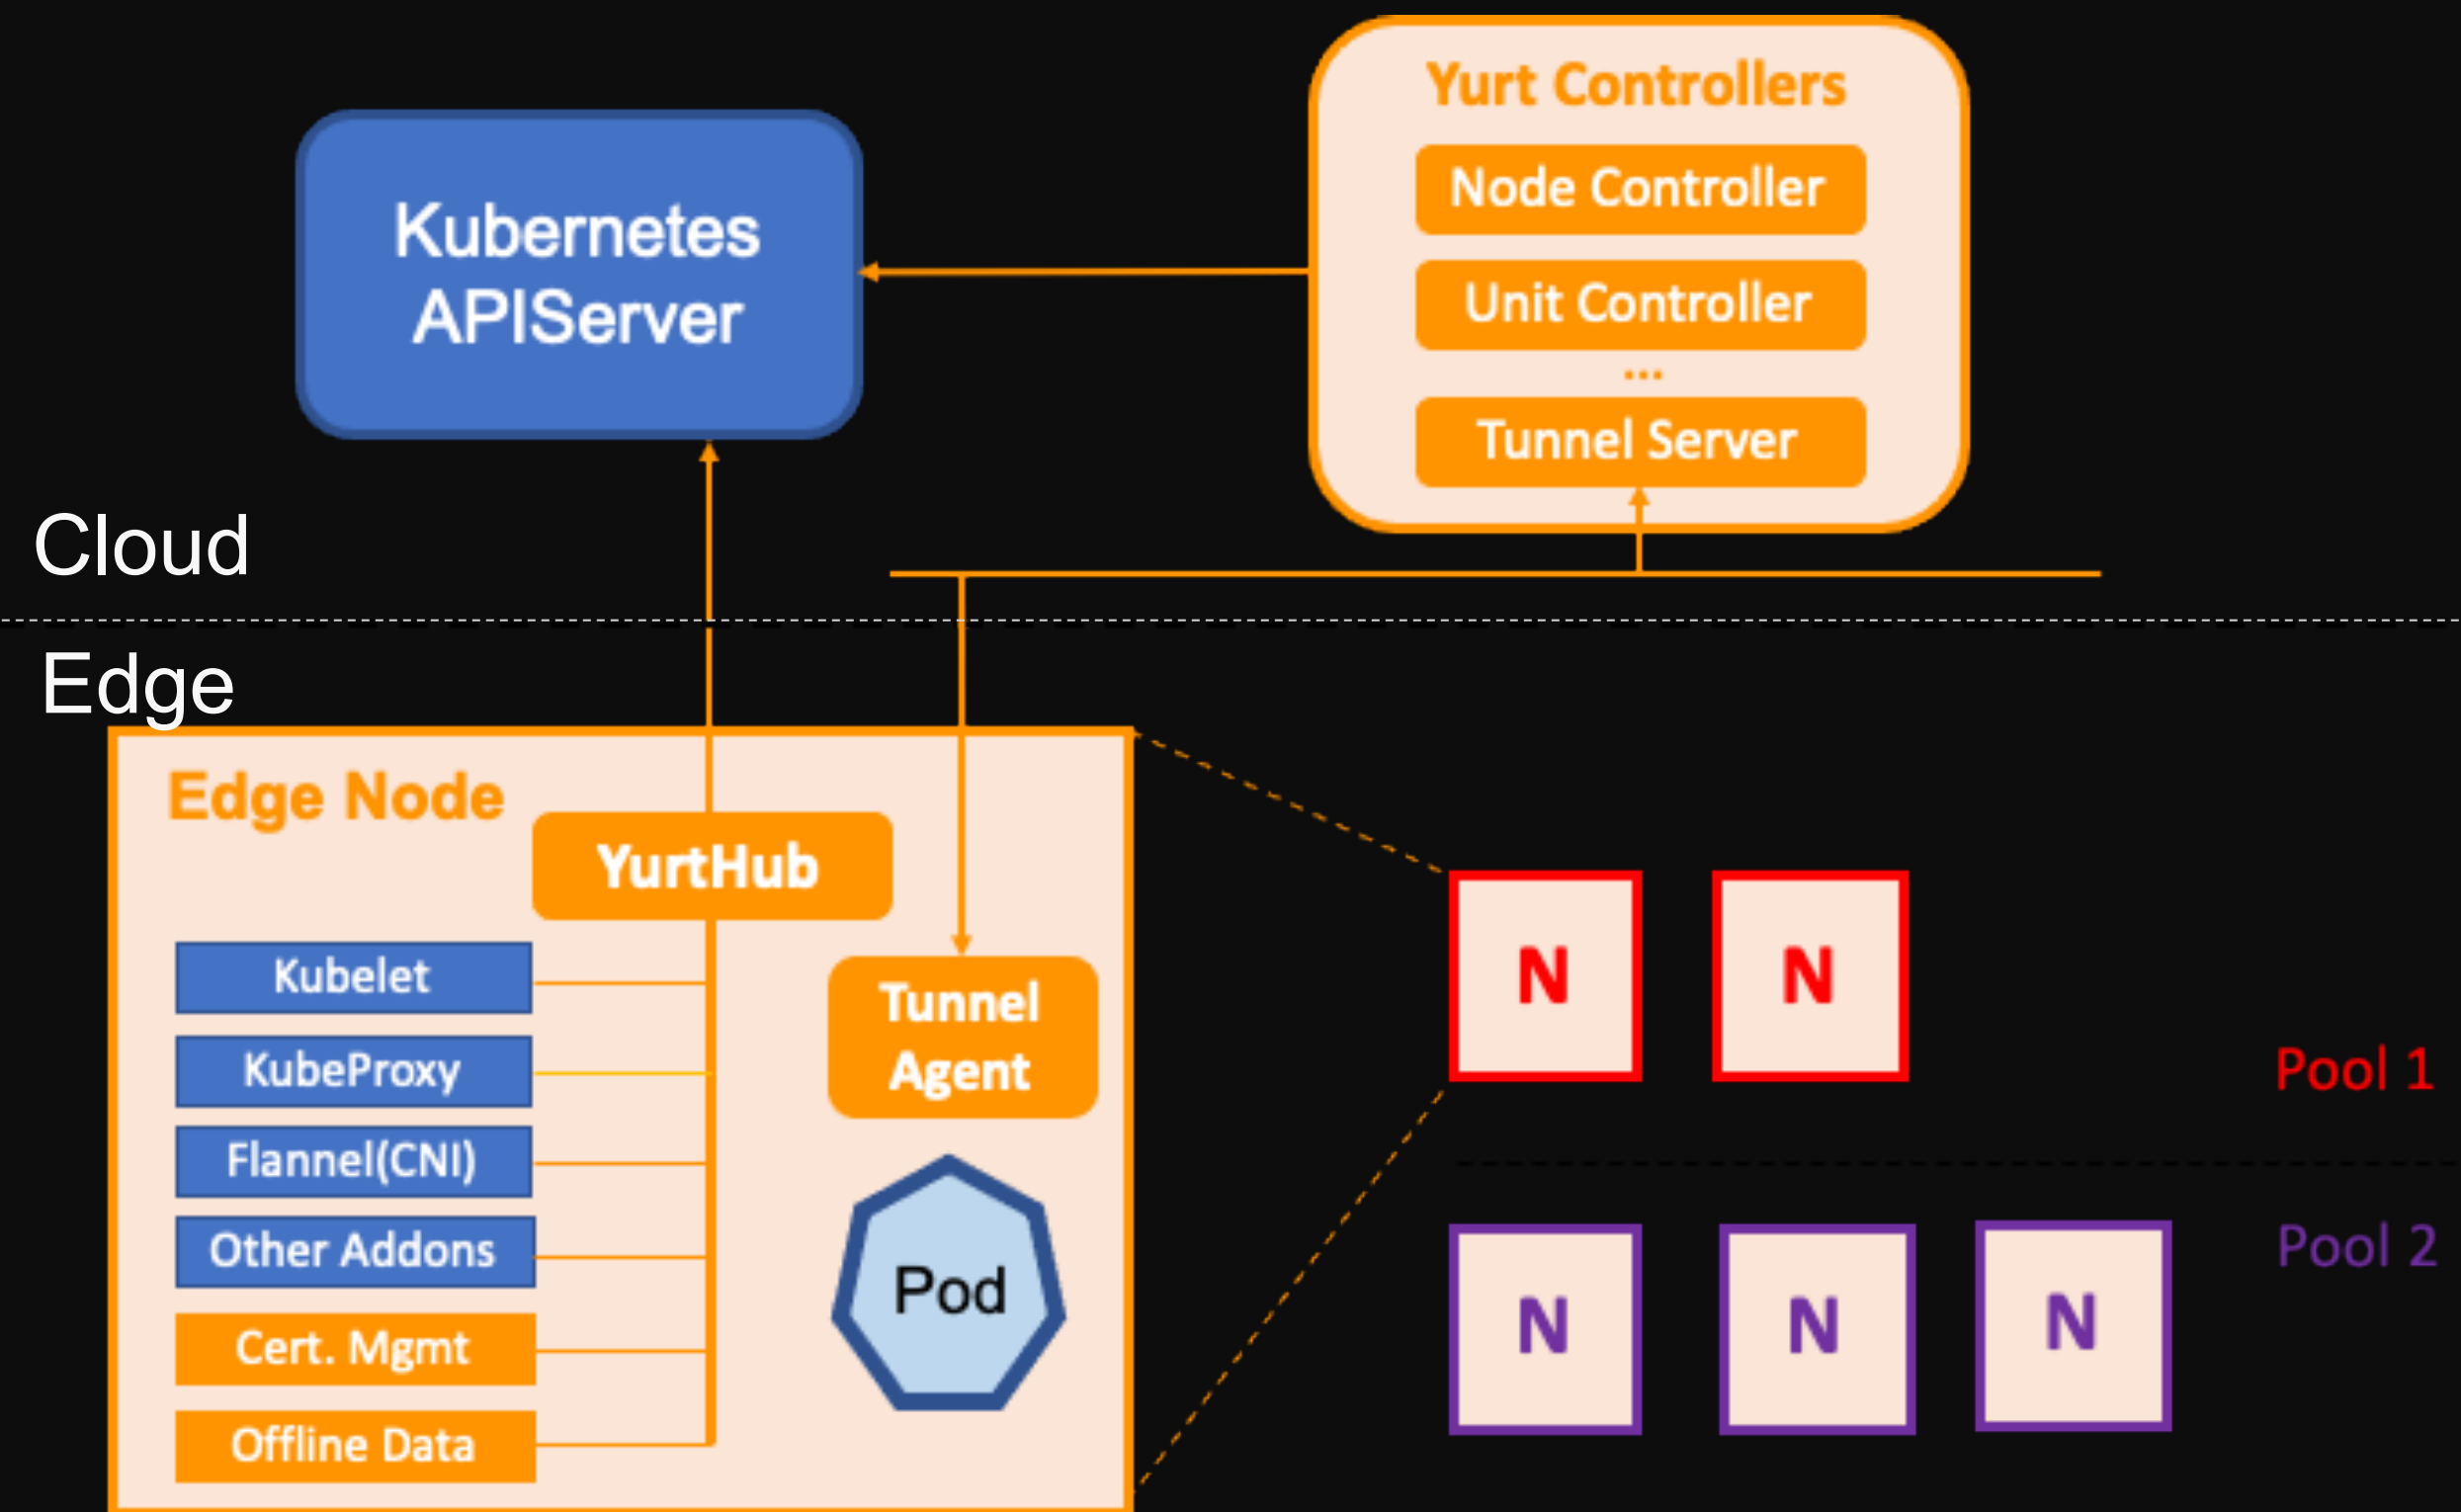 Yurt Controllers
Node Controller
Kubernetes
APIServer
Unit Controller
...
Tunnel Server
Cloud
Edge
Edge Node
YurtHub
Kubelet
Tunnel
Agent
KubeProxy
Flannel(CNI)
Other Addons
Pod
Cert. Mgmt
Offline Data
N
N
Pool 1
Pool 2
N
N
N